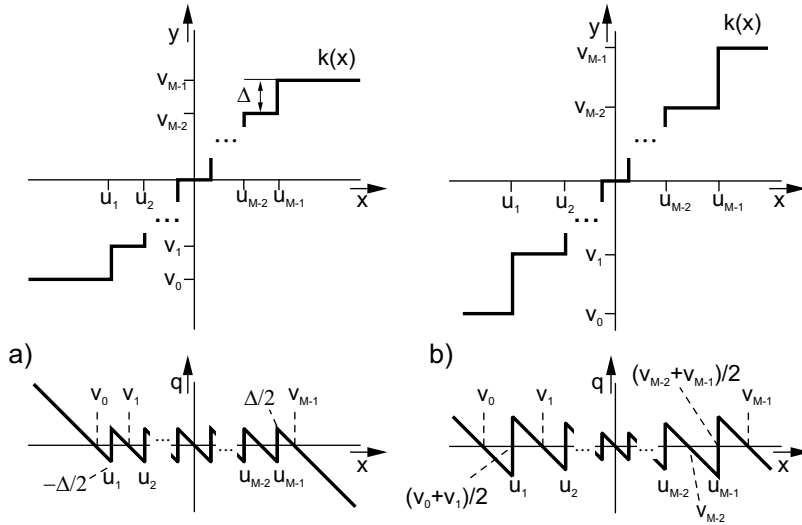 y
k(x)
v_{M-1}
Δ
v_{M-2}
...
u_1 u_2 u_{M-2} u_{M-1} x
...
v_1
v_0
y
k(x)
v_{M-1}
v_{M-2}
...
u_1 u_2 u_{M-2} u_{M-1} x
...
v_1
v_0
a)
q
v_0 v_1 Δ/2 v_{M-1}
... ...
−Δ/2 u_1 u_2 u_{M-2} u_{M-1} x
b)
q
(v_{M-2}+v_{M-1})/2
v_0 v_1 v_{M-1}
... ...
(v_0+v_1)/2 u_1 u_2 u_{M-2} u_{M-1} x
v_{M-2}